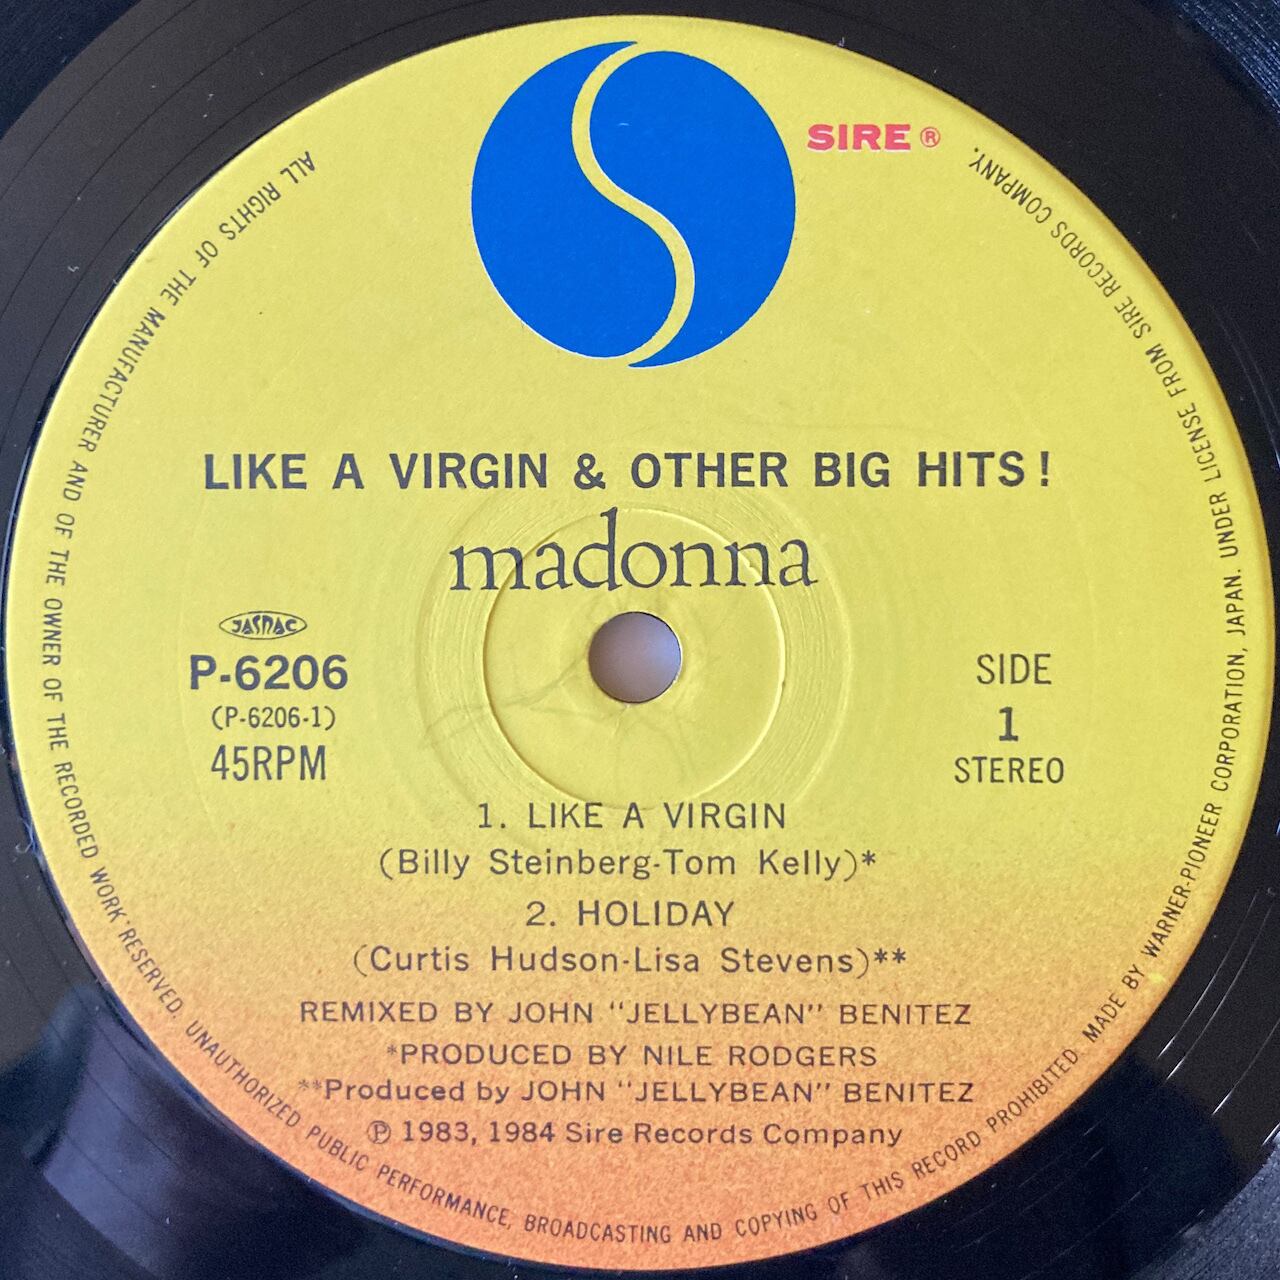 SIRE®
LIKE A VIRGIN & OTHER BIG HITS!
madonna
JASRAC
P-6206
(P-6206-1)
45RPM
SIDE
1
STEREO
1. LIKE A VIRGIN
(Billy Steinberg-Tom Kelly)*
2. HOLIDAY
(Curtis Hudson-Lisa Stevens)**
REMIXED BY JOHN "JELLYBEAN" BENITEZ
*PRODUCED BY NILE RODGERS
**Produced by JOHN "JELLYBEAN" BENITEZ
℗ 1983, 1984 Sire Records Company
ALL RIGHTS OF THE MANUFACTURER AND OF THE OWNER OF THE RECORDED WORK RESERVED. UNAUTHORIZED PUBLIC PERFORMANCE, BROADCASTING AND COPYING OF THIS RECORD PROHIBITED. MADE BY WARNER-PIONEER CORPORATION, JAPAN. UNDER LICENSE FROM SIRE RECORDS COMPANY.